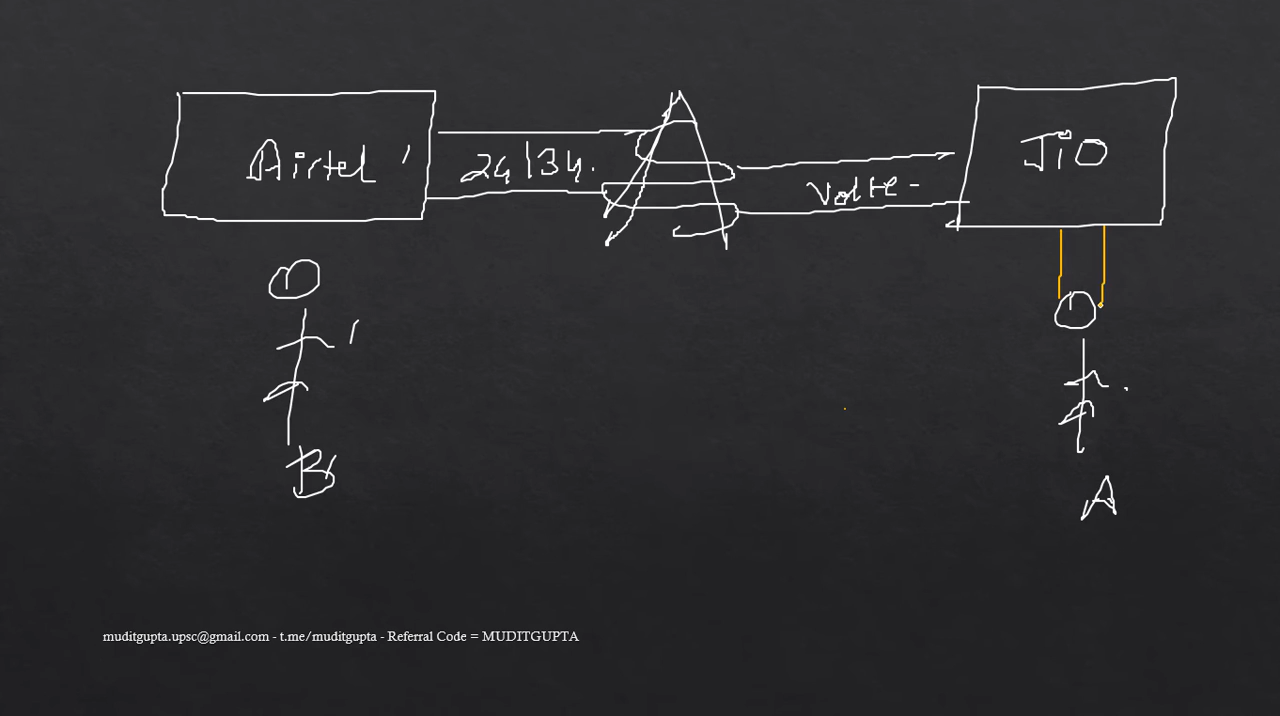 Airtel
2G/3G.
Volte-
JiO
B
A
muditgupta.upsc@gmail.com - t.me/muditgupta - Referral Code = MUDITGUPTA